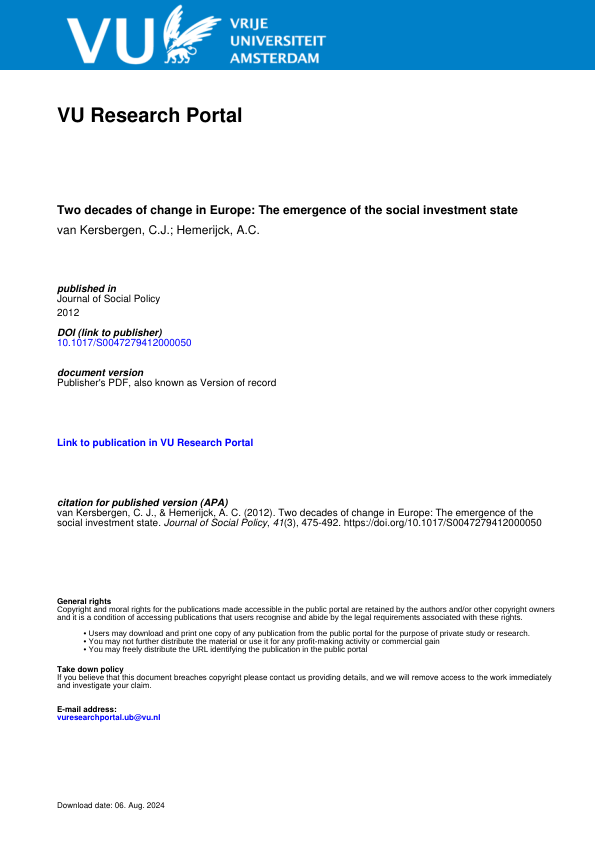 VU
VRIJE
UNIVERSITEIT
AMSTERDAM
VU Research Portal
Two decades of change in Europe: The emergence of the social investment state
van Kersbergen, C.J.; Hemerijck, A.C.
published in
Journal of Social Policy
2012
DOI (link to publisher)
10.1017/S0047279412000050
document version
Publisher's PDF, also known as Version of record
Link to publication in VU Research Portal
citation for published version (APA)
van Kersbergen, C. J., & Hemerijck, A. C. (2012). Two decades of change in Europe: The emergence of the
social investment state. Journal of Social Policy, 41(3), 475-492. https://doi.org/10.1017/S0047279412000050
General rights
Copyright and moral rights for the publications made accessible in the public portal are retained by the authors and/or other copyright owners
and it is a condition of accessing publications that users recognise and abide by the legal requirements associated with these rights.
• Users may download and print one copy of any publication from the public portal for the purpose of private study or research.
• You may not further distribute the material or use it for any profit-making activity or commercial gain
• You may freely distribute the URL identifying the publication in the public portal
Take down policy
If you believe that this document breaches copyright please contact us providing details, and we will remove access to the work immediately
and investigate your claim.
E-mail address:
vuresearchportal.ub@vu.nl
Download date: 06. Aug. 2024